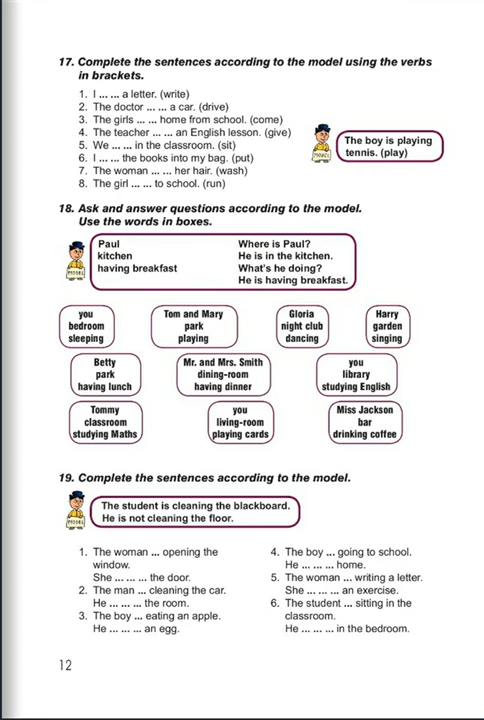 17. Complete the sentences according to the model using the verbs
in brackets.
1. I ... ... a letter. (write)
2. The doctor ... ... a car. (drive)
3. The girls ... ... home from school. (come)
4. The teacher ... ... an English lesson. (give)
5. We ... ... in the classroom. (sit)
6. I ... ... the books into my bag. (put)
7. The woman ... ... her hair. (wash)
8. The girl ... ... to school. (run)
MODEL
The boy is playing
tennis. (play)
18. Ask and answer questions according to the model.
Use the words in boxes.
MODEL
Paul
kitchen
having breakfast
Where is Paul?
He is in the kitchen.
What's he doing?
He is having breakfast.
you
bedroom
sleeping
Tom and Mary
park
playing
Gloria
night club
dancing
Harry
garden
singing
Betty
park
having lunch
Mr. and Mrs. Smith
dining-room
having dinner
you
library
studying English
Tommy
classroom
studying Maths
you
living-room
playing cards
Miss Jackson
bar
drinking coffee
19. Complete the sentences according to the model.
MODEL
The student is cleaning the blackboard.
He is not cleaning the floor.
1. The woman ... opening the
window.
She ... ... ... the door.
2. The man ... cleaning the car.
He ... ... ... the room.
3. The boy ... eating an apple.
He ... ... ... an egg.
4. The boy ... going to school.
He ... ... ... home.
5. The woman ... writing a letter.
She ... ... ... an exercise.
6. The student ... sitting in the
classroom.
He ... ... ... in the bedroom.
12